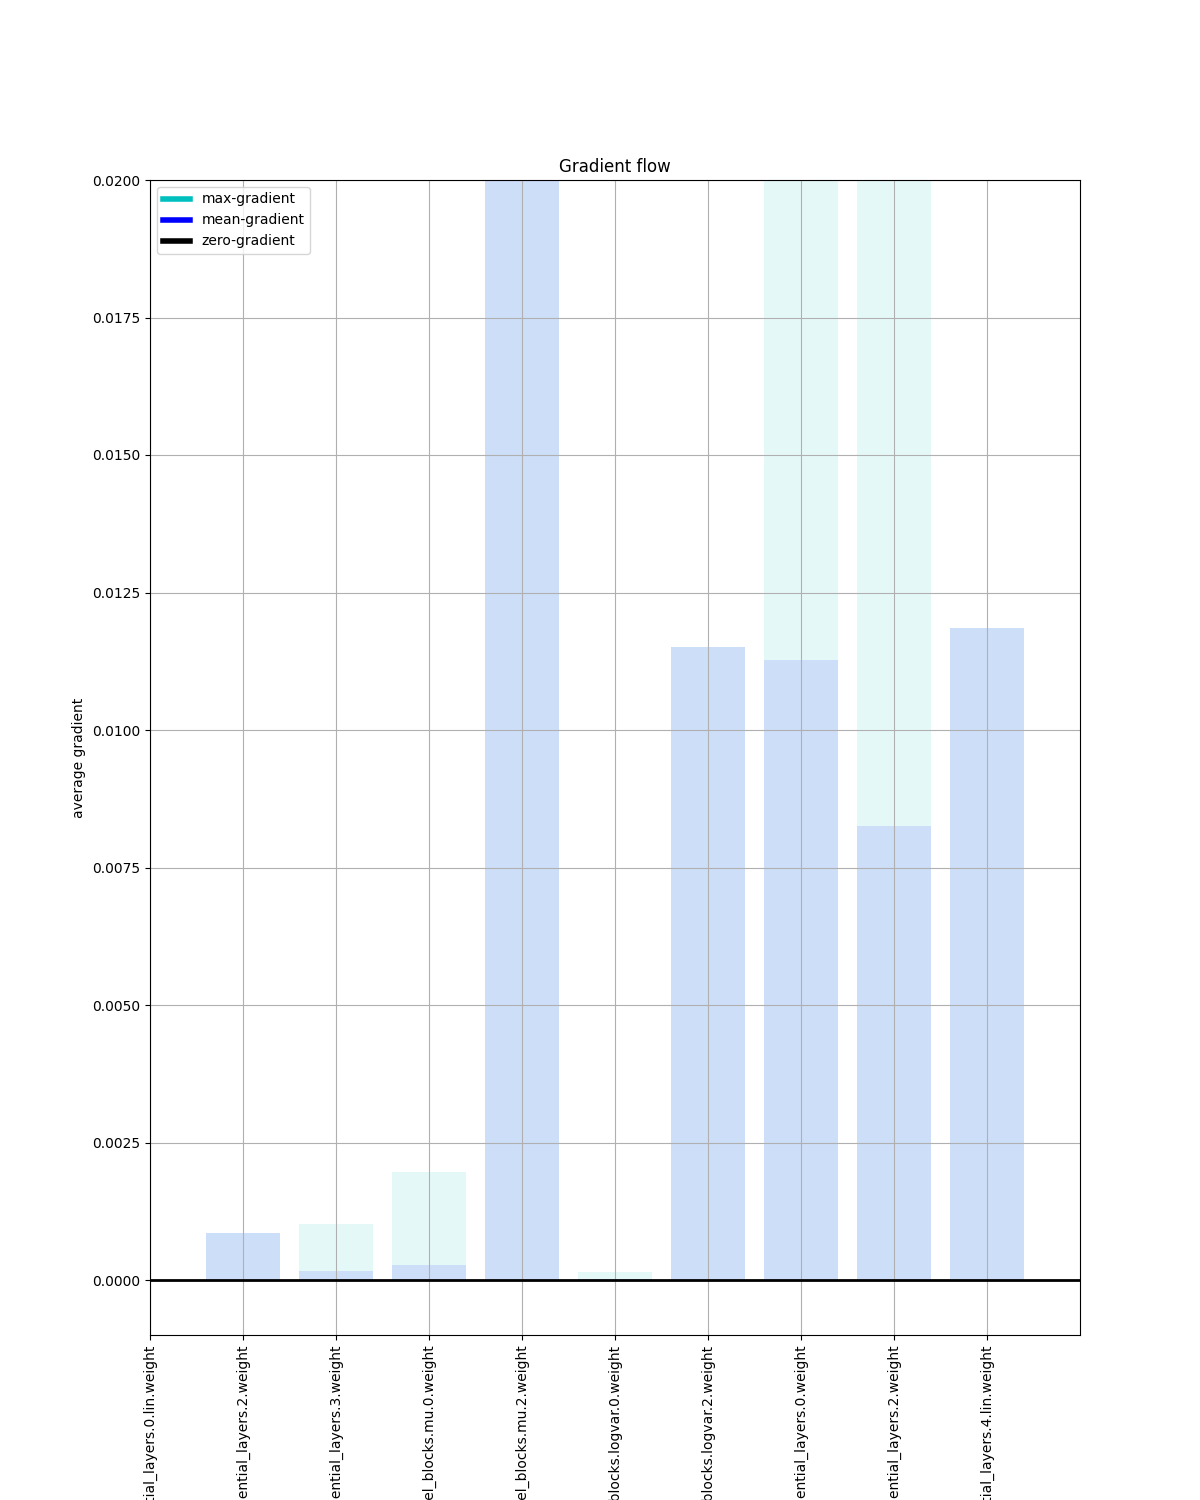 Gradient flow
max-gradient
mean-gradient
zero-gradient
0.0200
0.0175
0.0150
0.0125
0.0100
0.0075
0.0050
0.0025
0.0000
average gradient
tial_layers.0.lin.weight
ential_layers.2.weight
ential_layers.3.weight
el_blocks.mu.0.weight
el_blocks.mu.2.weight
blocks.logvar.0.weight
blocks.logvar.2.weight
ential_layers.0.weight
ential_layers.2.weight
tial_layers.4.lin.weight